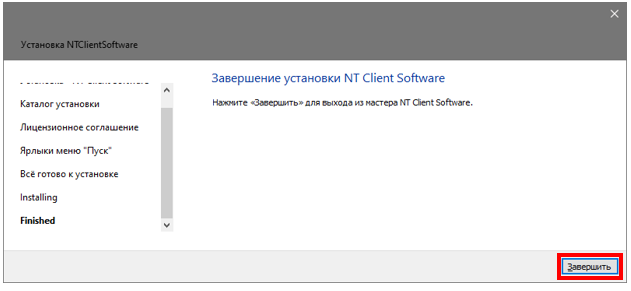 Установка NTClientSoftware
Завершение установки NT Client Software
Нажмите «Завершить» для выхода из мастера NT Client Software.
Каталог установки
Лицензионное соглашение
Ярлыки меню "Пуск"
Всё готово к установке
Installing
Finished
Завершить